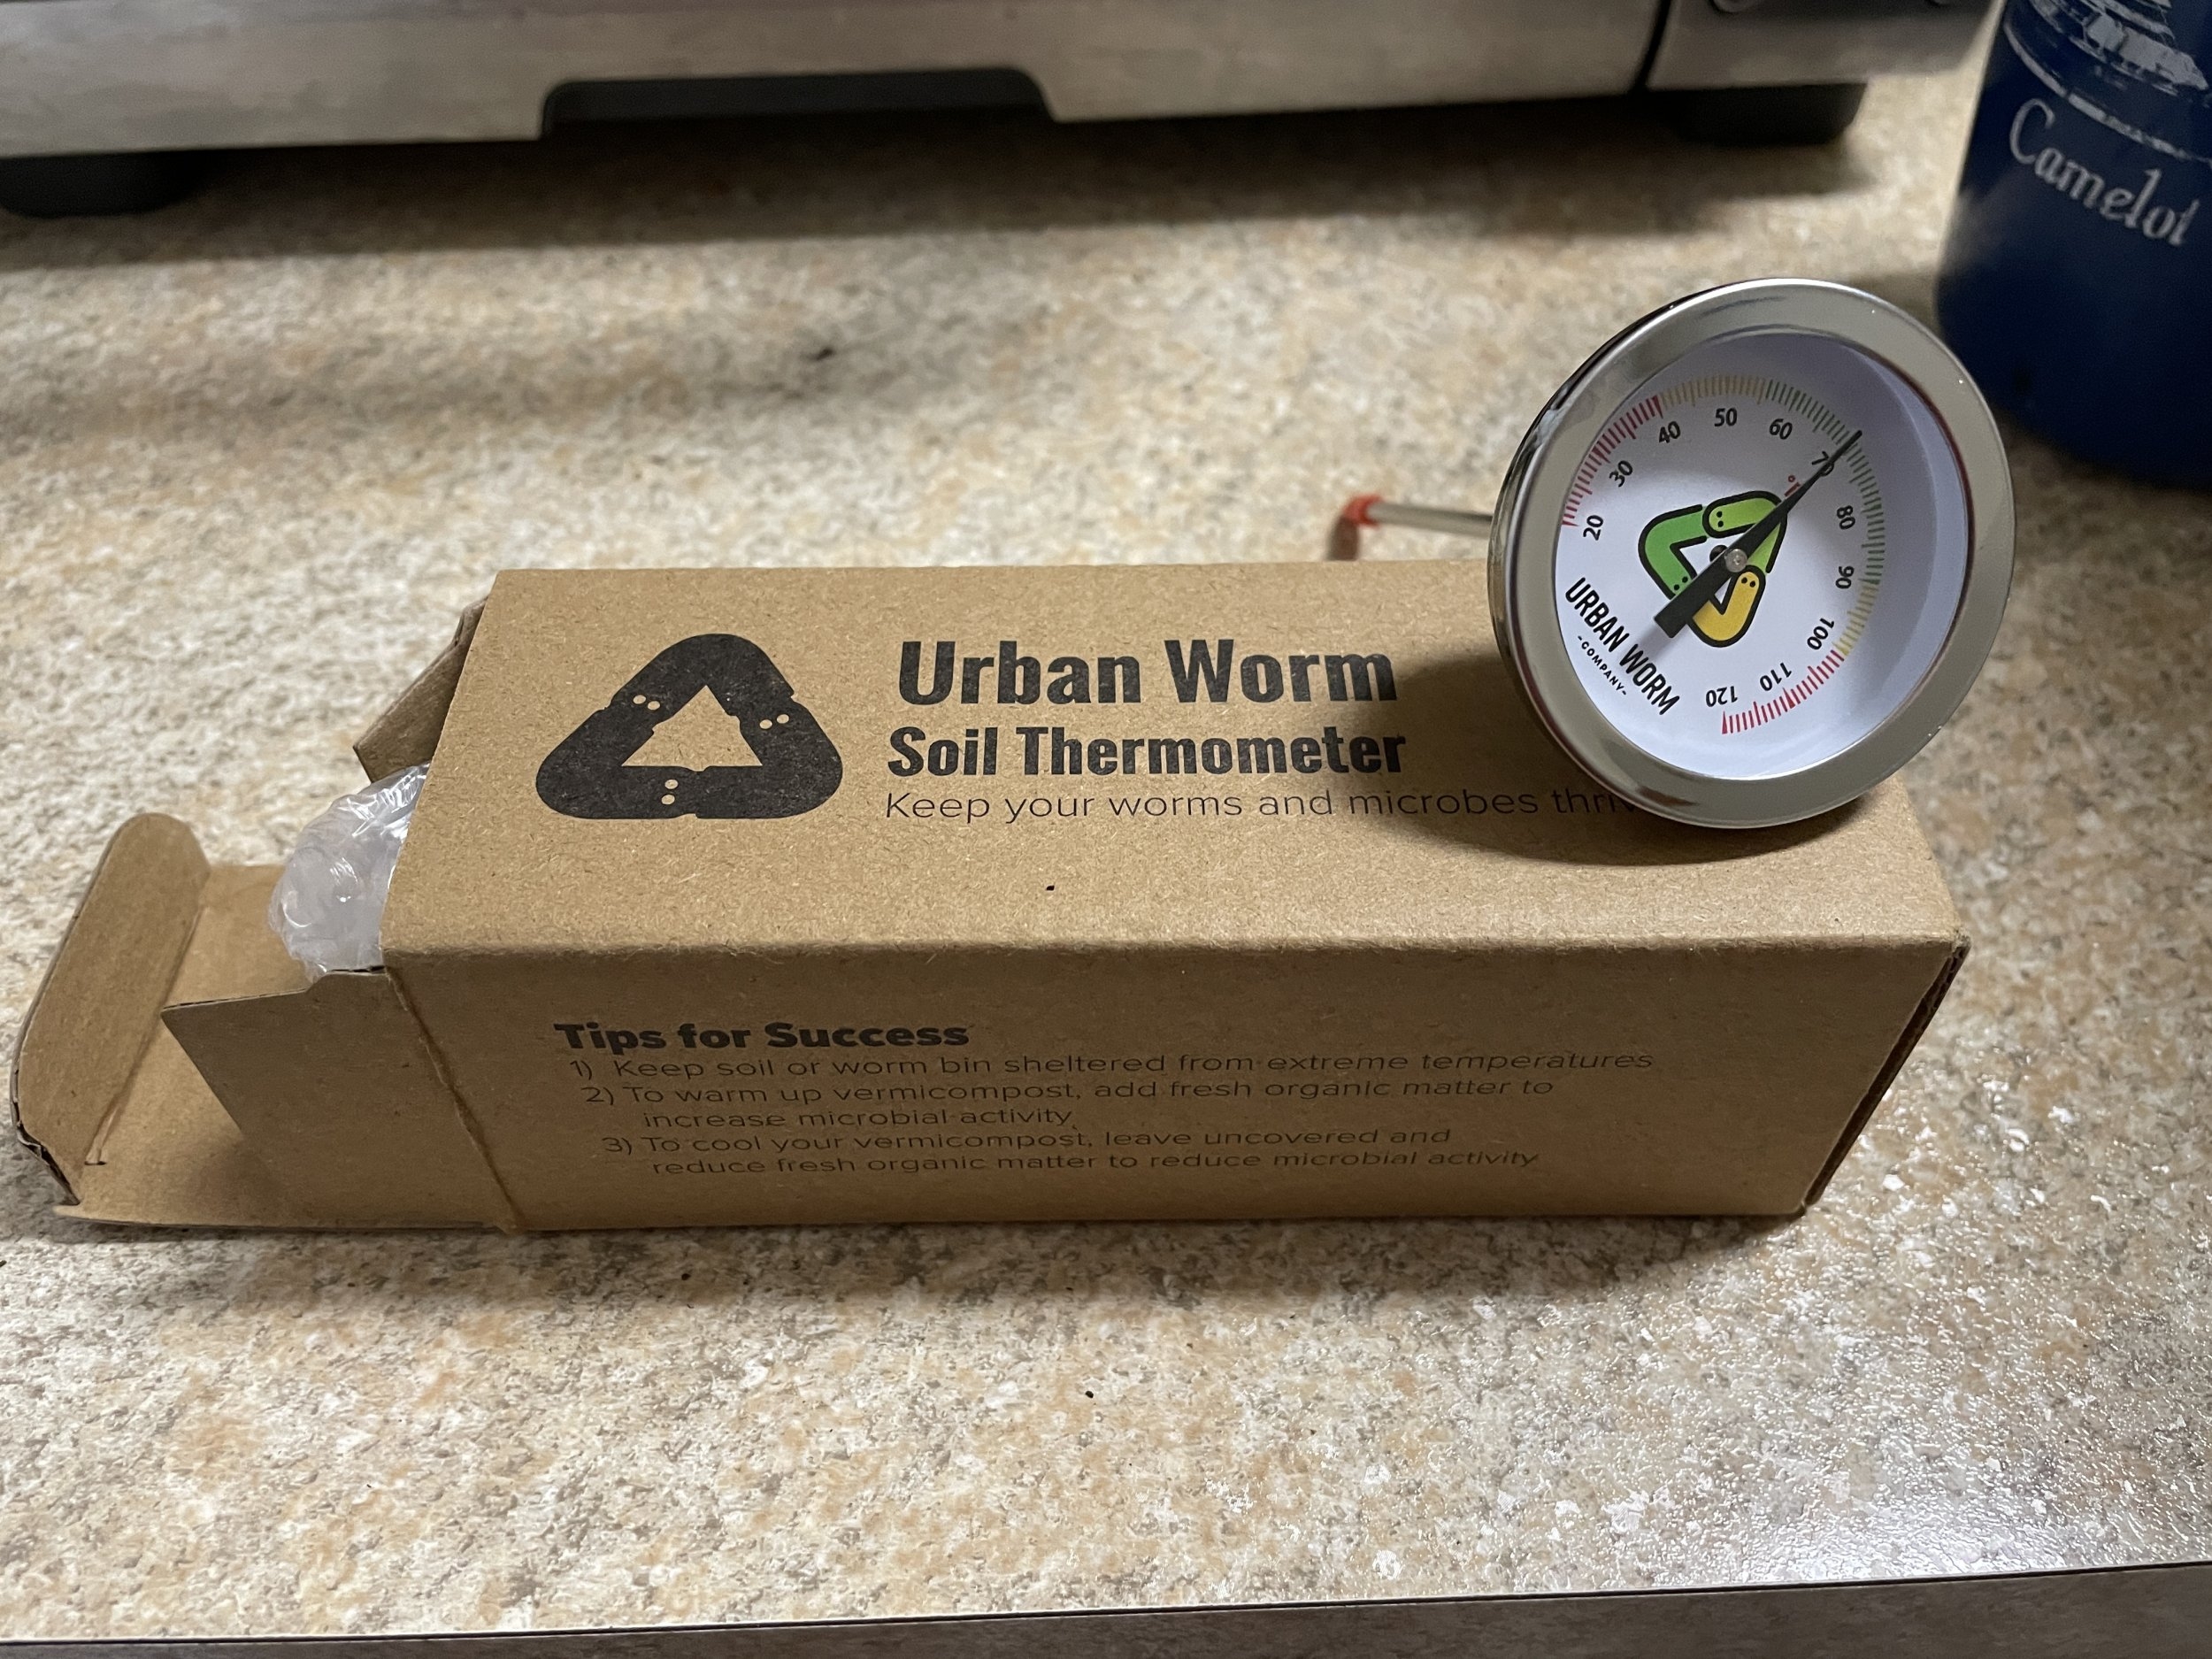 Camelot
20 30 40 50 60 70 80 90 100 110 120
°F
URBAN WORM
-COMPANY-
Urban Worm
Soil Thermometer
Keep your worms and microbes
Tips for Success
1) Keep soil or worm bin sheltered from extreme temperatures
2) To warm up vermicompost, add fresh organic matter to
increase microbial activity
3) To cool your vermicompost, leave uncovered and
reduce fresh organic matter to reduce microbial activity